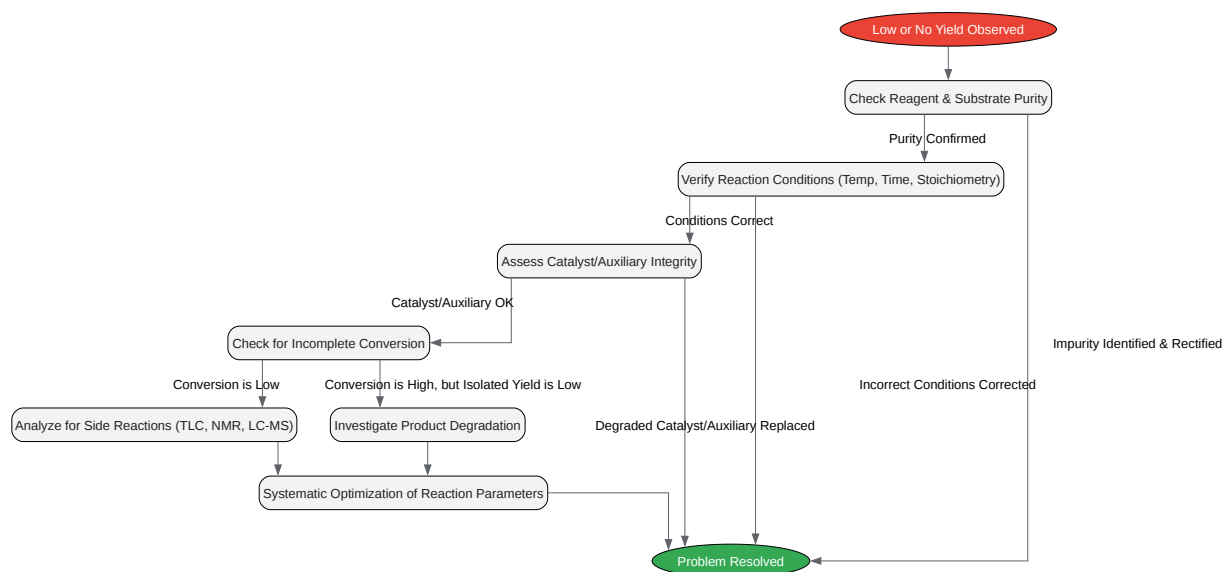 Low or No Yield Observed
Check Reagent & Substrate Purity
Purity Confirmed
Verify Reaction Conditions (Temp, Time, Stoichiometry)
Conditions Correct
Assess Catalyst/Auxiliary Integrity
Catalyst/Auxiliary OK
Check for Incomplete Conversion
Impurity Identified & Rectified
Conversion is Low
Conversion is High, but Isolated Yield is Low
Incorrect Conditions Corrected
Analyze for Side Reactions (TLC, NMR, LC-MS)
Investigate Product Degradation
Degraded Catalyst/Auxiliary Replaced
Systematic Optimization of Reaction Parameters
Problem Resolved